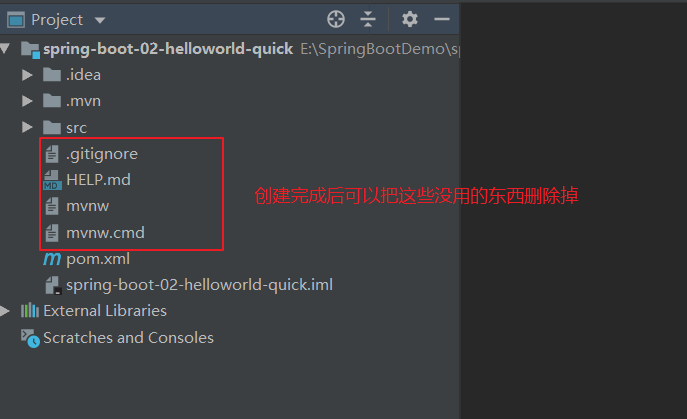 Project
spring-boot-02-helloworld-quick E:\SpringBootDemo\sp
.idea
.mvn
src
.gitignore
MD HELP.md
mvnw
创建完成后可以把这些没用的东西删除掉
mvnw.cmd
m pom.xml
spring-boot-02-helloworld-quick.iml
External Libraries
Scratches and Consoles